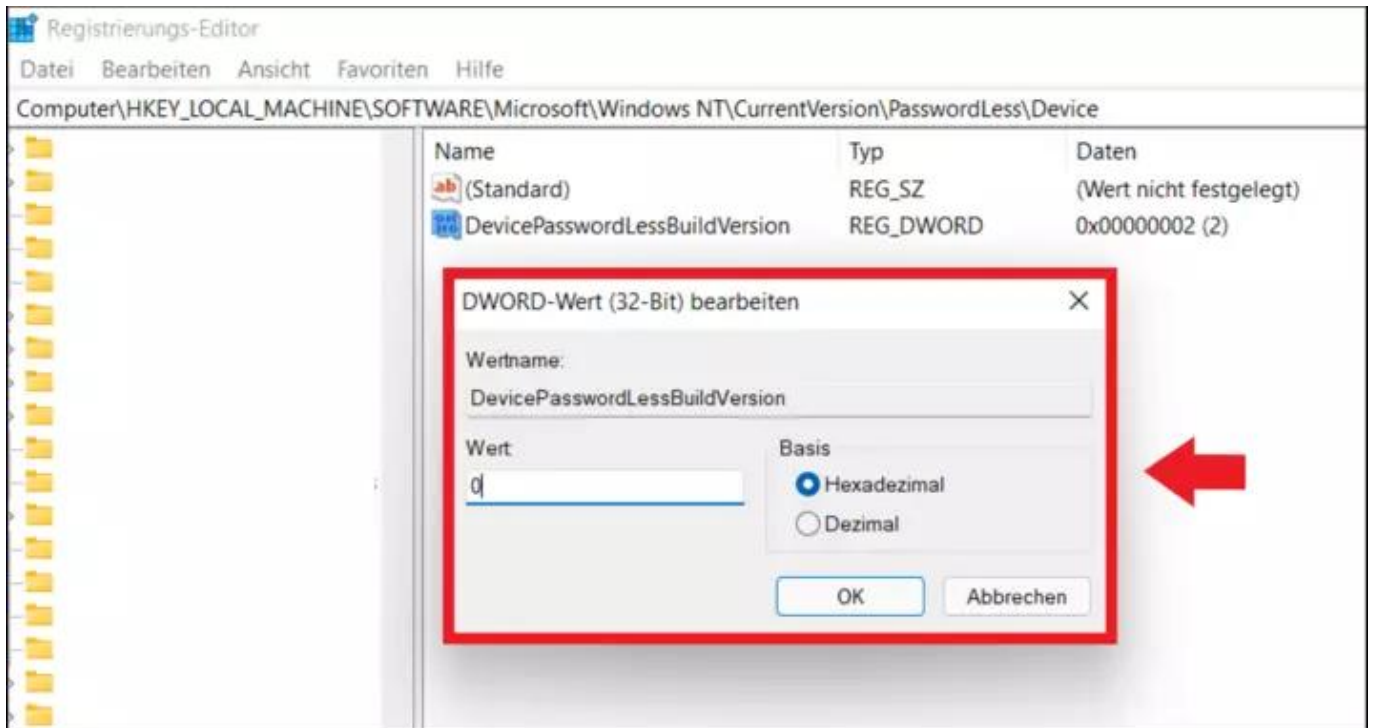 Registrierungs-Editor
Datei Bearbeiten Ansicht Favoriten Hilfe
Computer\HKEY_LOCAL_MACHINE\SOFTWARE\Microsoft\Windows NT\CurrentVersion\PasswordLess\Device
Name Typ Daten
(Standard) REG_SZ (Wert nicht festgelegt)
DevicePasswordLessBuildVersion REG_DWORD 0x00000002 (2)
DWORD-Wert (32-Bit) bearbeiten
Wertname:
DevicePasswordLessBuildVersion
Wert: Basis
0 Hexadezimal
Dezimal
OK Abbrechen